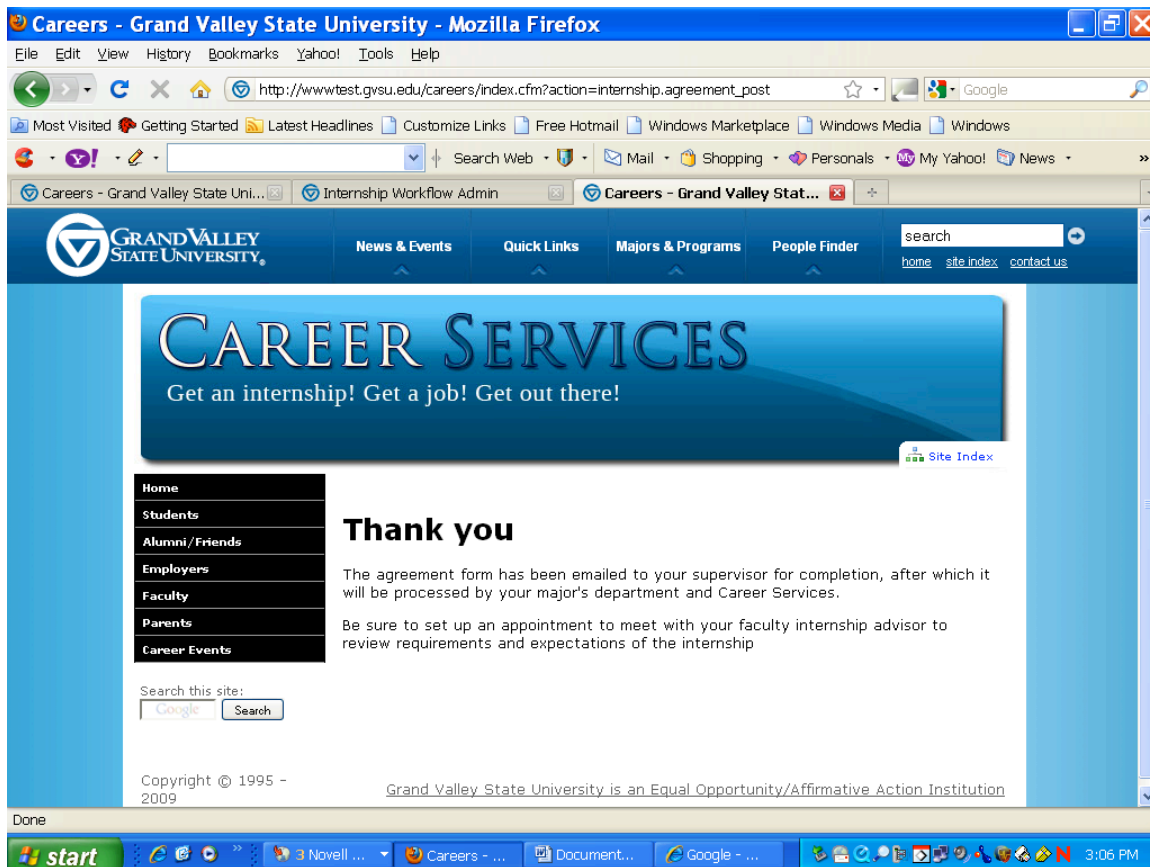 Careers - Grand Valley State University - Mozilla Firefox
File Edit View History Bookmarks Yahoo! Tools Help
http://wwwtest.gvsu.edu/careers/index.cfm?action=internship.agreement_post Google
Most Visited Getting Started Latest Headlines Customize Links Free Hotmail Windows Marketplace Windows Media Windows
Y! Search Web Mail Shopping Personals My Yahoo! News »
Careers - Grand Valley State Uni... Internship Workflow Admin Careers - Grand Valley Stat...
GRAND VALLEY
STATE UNIVERSITY®
News & Events Quick Links Majors & Programs People Finder
search
home site index contact us
CAREER SERVICES
Get an internship! Get a job! Get out there!
Site Index
Home
Students
Alumni/Friends
Employers
Faculty
Parents
Career Events
Search this site:
Google Search
Thank you
The agreement form has been emailed to your supervisor for completion, after which it
will be processed by your major's department and Career Services.
Be sure to set up an appointment to meet with your faculty internship advisor to
review requirements and expectations of the internship
Copyright © 1995 -
2009
Grand Valley State University is an Equal Opportunity/Affirmative Action Institution
Done
start » 3 Novell ... Careers - ... Document... Google - ... 3:06 PM